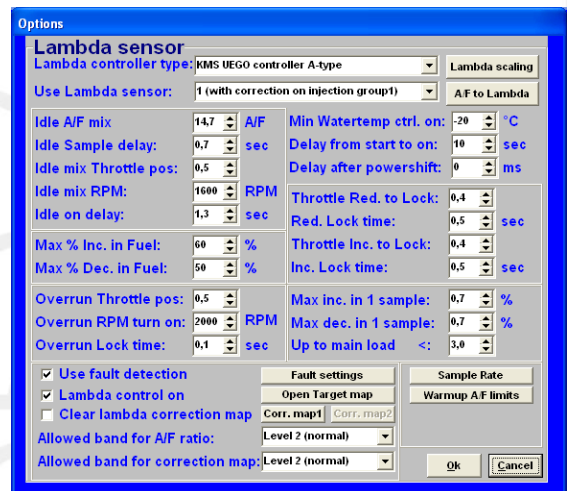 Options
Lambda sensor
Lambda controller type: KMS UEGO controller A-type Lambda scaling
Use Lambda sensor: 1 (with correction on injection group1) A/F to Lambda
Idle A/F mix 14,7 A/F
Idle Sample delay: 0,7 sec
Idle mix Throttle pos: 0,5
Idle mix RPM: 1600 RPM
Idle on delay: 1,3 sec
Min Watertemp ctrl. on: -20 °C
Delay from start to on: 10 sec
Delay after powershift: 0 ms
Throttle Red. to Lock: 0,4
Red. Lock time: 0,5 sec
Throttle Inc. to Lock: 0,4
Inc. Lock time: 0,5 sec
Max % Inc. in Fuel: 60 %
Max % Dec. in Fuel: 50 %
Overrun Throttle pos: 0,5
Overrun RPM turn on: 2000 RPM
Overrun Lock time: 0,1 sec
Max inc. in 1 sample: 0,7 %
Max dec. in 1 sample: 0,7 %
Up to main load <: 3,0
Use fault detection Fault settings
Lambda control on Open Target map
Clear lambda correction map Corr. map1 Corr. map2
Allowed band for A/F ratio: Level 2 (normal)
Allowed band for correction map: Level 2 (normal)
Sample Rate
Warmup A/F limits
Ok Cancel